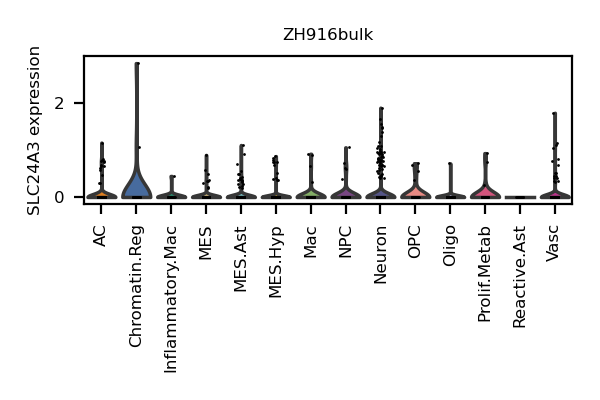 ZH916bulk
SLC24A3 expression
2
0
AC
Chromatin.Reg
Inflammatory.Mac
MES
MES.Ast
MES.Hyp
Mac
NPC
Neuron
OPC
Oligo
Prolif.Metab
Reactive.Ast
Vasc